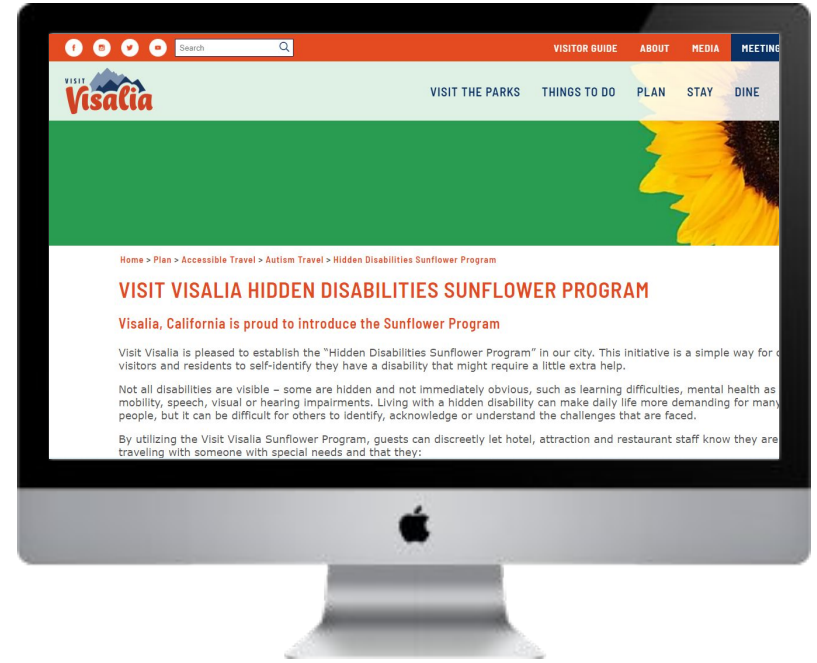 Search
VISITOR GUIDE ABOUT MEDIA MEETING
VISIT
Visalia
VISIT THE PARKS THINGS TO DO PLAN STAY DINE
Home > Plan > Accessible Travel > Autism Travel > Hidden Disabilities Sunflower Program
VISIT VISALIA HIDDEN DISABILITIES SUNFLOWER PROGRAM
Visalia, California is proud to introduce the Sunflower Program
Visit Visalia is pleased to establish the “Hidden Disabilities Sunflower Program” in our city. This initiative is a simple way for
visitors and residents to self-identify they have a disability that might require a little extra help.
Not all disabilities are visible – some are hidden and not immediately obvious, such as learning difficulties, mental health as
mobility, speech, visual or hearing impairments. Living with a hidden disability can make daily life more demanding for many
people, but it can be difficult for others to identify, acknowledge or understand the challenges that are faced.
By utilizing the Visit Visalia Sunflower Program, guests can discreetly let hotel, attraction and restaurant staff know they are
traveling with someone with special needs and that they: